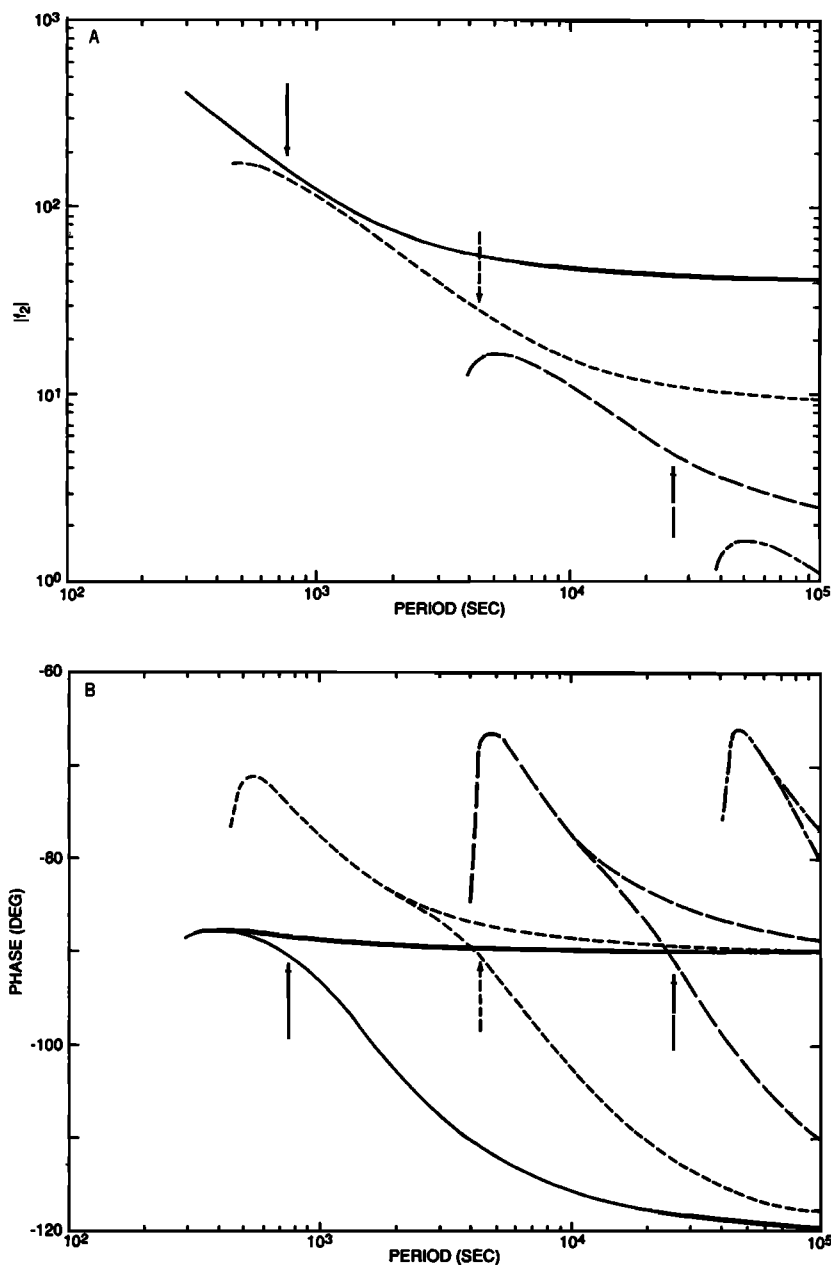 A
10³
10²
10¹
10⁰
|f₂|
10²
10³
10⁴
10⁵
PERIOD (SEC)
B
-60
-80
-100
-120
PHASE (DEG)
10²
10³
10⁴
10⁵
PERIOD (SEC)